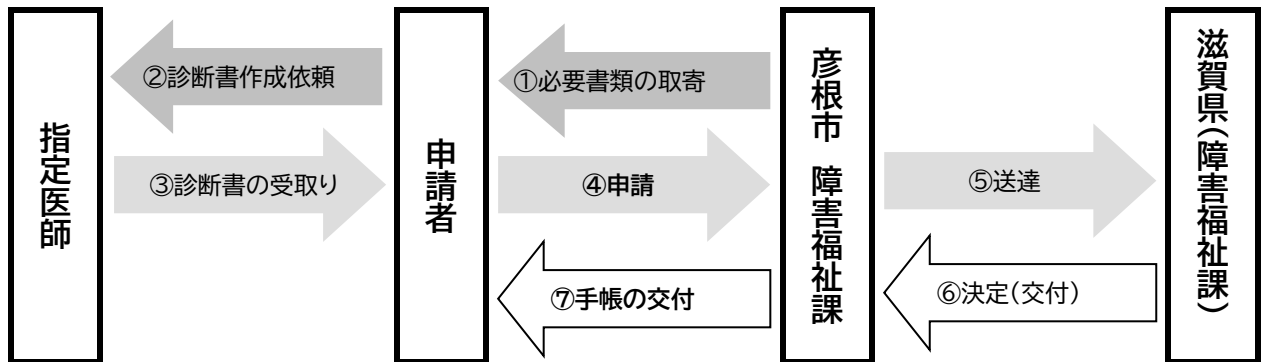 指定医師
②診断書作成依頼
③診断書の受取り
申請者
①必要書類の取寄
④申請
⑦手帳の交付
彦根市 障害福祉課
⑤送達
⑥決定(交付)
滋賀県(障害福祉課)